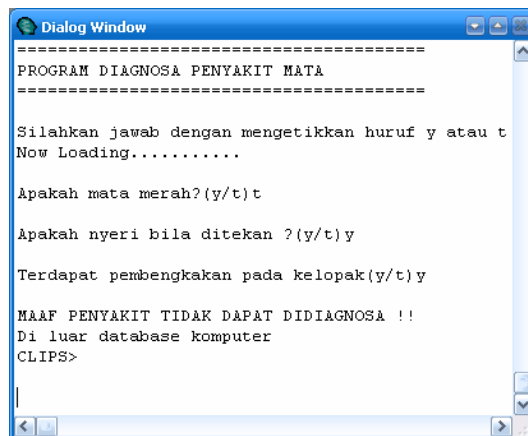 Dialog Window
========================================
PROGRAM DIAGNOSA PENYAKIT MATA
========================================
Silahkan jawab dengan mengetikkan huruf y atau t
Now Loading...........
Apakah mata merah?(y/t)t
Apakah nyeri bila ditekan ?(y/t)y
Terdapat pembengkakan pada kelopak(y/t)y
MAAF PENYAKIT TIDAK DAPAT DIDIAGNOSA !!
Di luar database komputer
CLIPS>